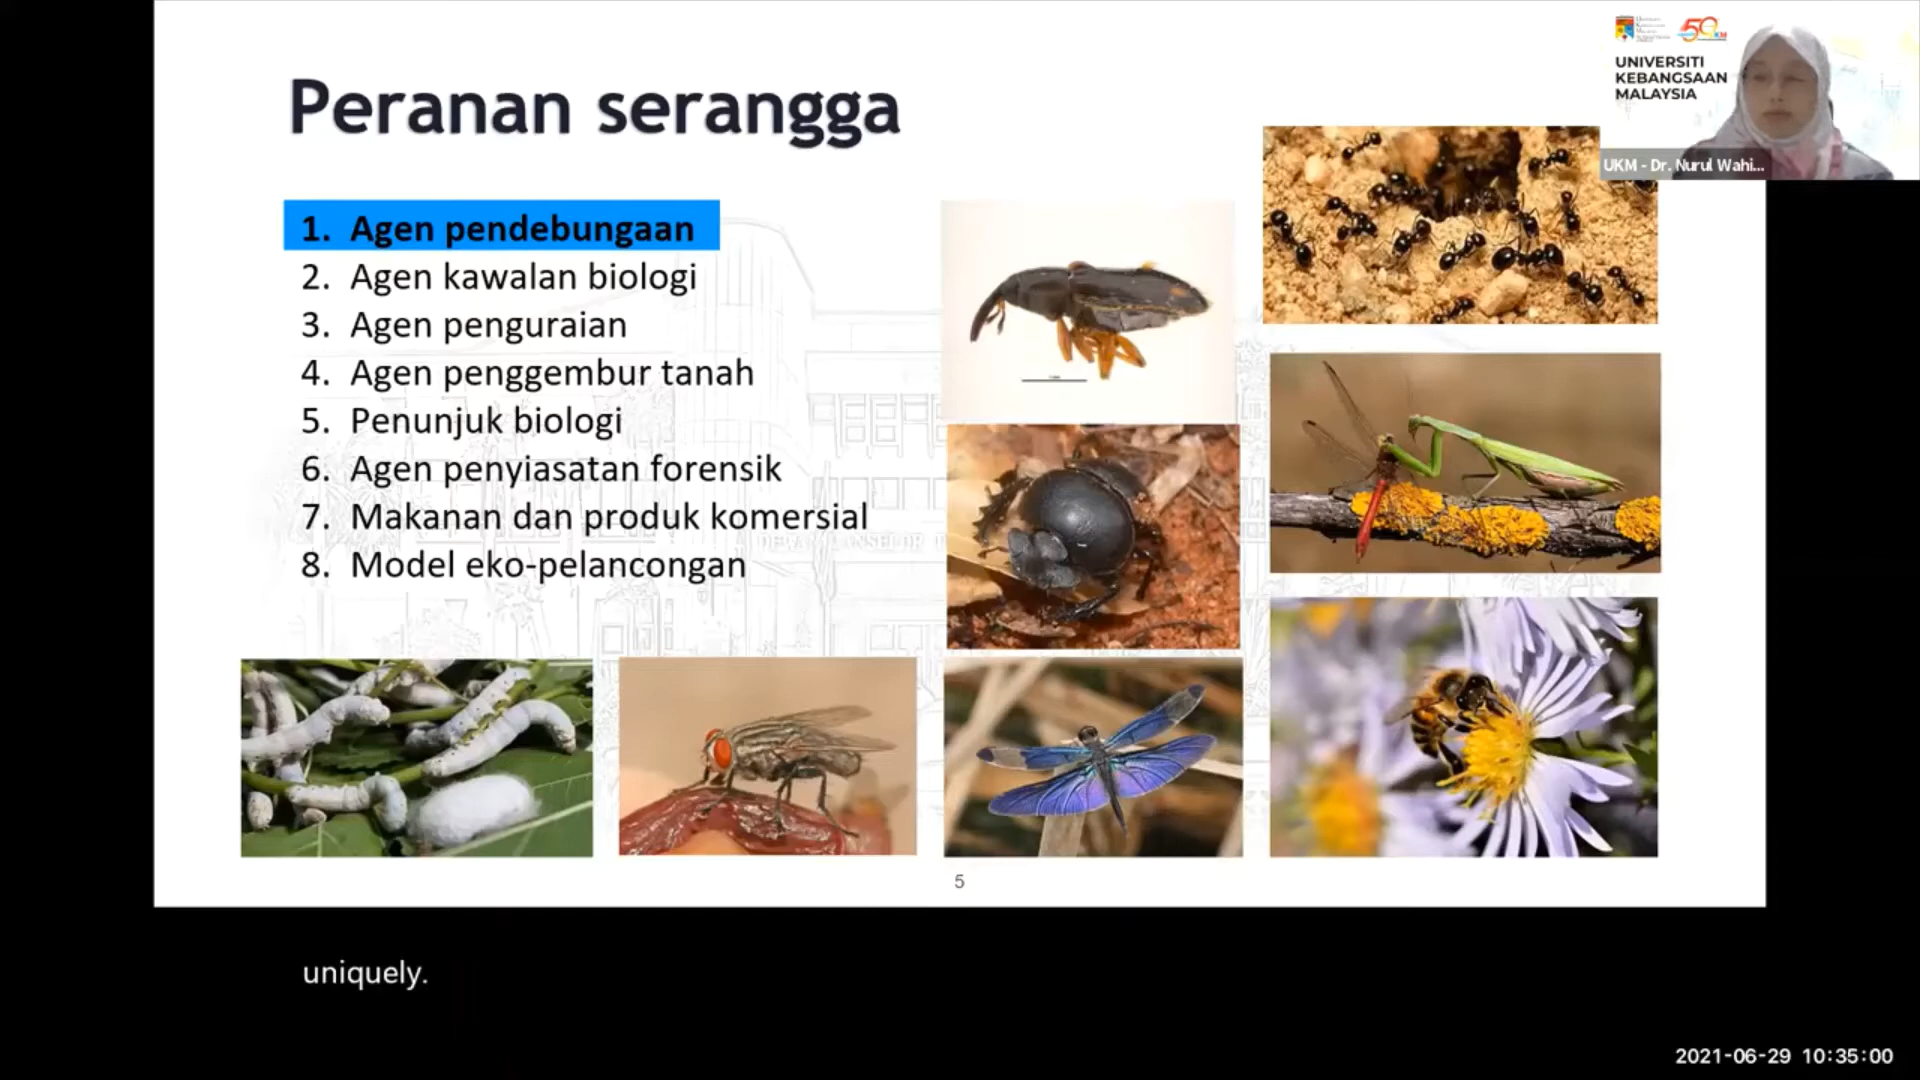 Peranan serangga
1. Agen pendebungaan
2. Agen kawalan biologi
3. Agen penguraian
4. Agen penggembur tanah
5. Penunjuk biologi
6. Agen penyiasatan forensik
7. Makanan dan produk komersial
8. Model eko-pelancongan
DEWAN CANSELOR
5
UNIVERSITI
KEBANGSAAN
MALAYSIA
UKM - Dr. Nurul Wahi...
uniquely.
2021-06-29 10:35:00